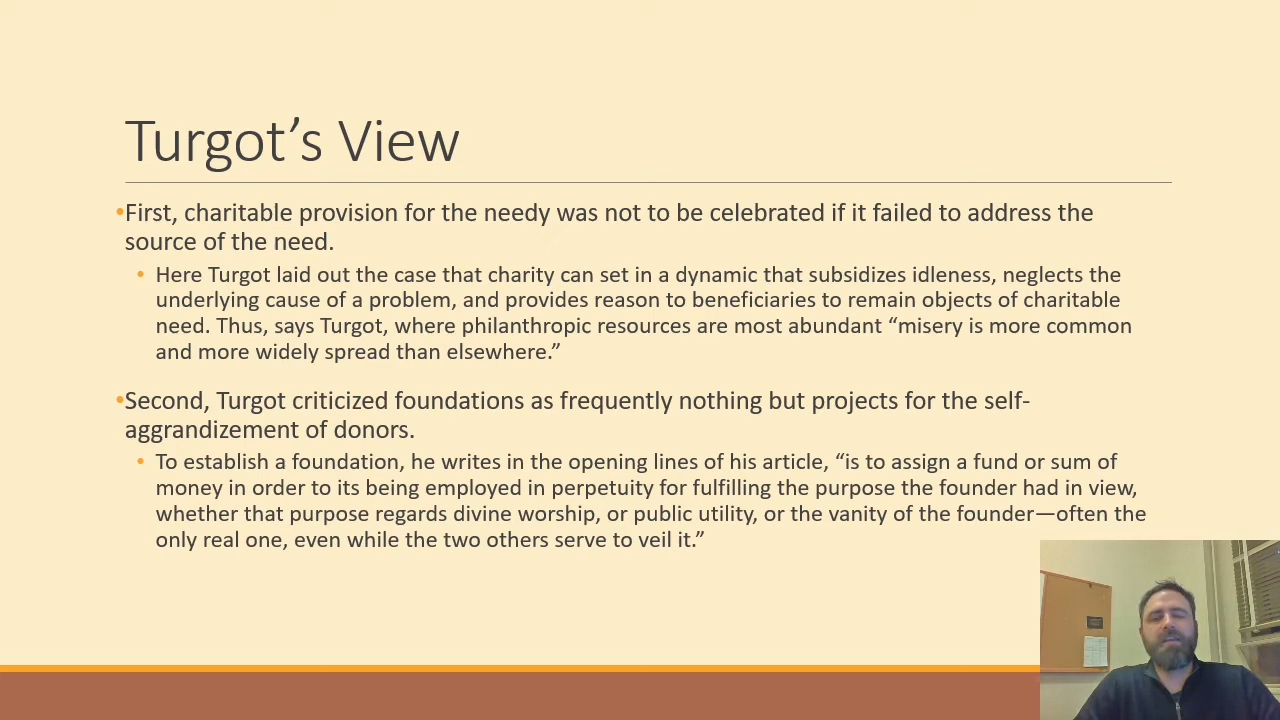 Turgot’s View
•First, charitable provision for the needy was not to be celebrated if it failed to address the
source of the need.
• Here Turgot laid out the case that charity can set in a dynamic that subsidizes idleness, neglects the
underlying cause of a problem, and provides reason to beneficiaries to remain objects of charitable
need. Thus, says Turgot, where philanthropic resources are most abundant “misery is more common
and more widely spread than elsewhere.”
•Second, Turgot criticized foundations as frequently nothing but projects for the self-
aggrandizement of donors.
• To establish a foundation, he writes in the opening lines of his article, “is to assign a fund or sum of
money in order to its being employed in perpetuity for fulfilling the purpose the founder had in view,
whether that purpose regards divine worship, or public utility, or the vanity of the founder—often the
only real one, even while the two others serve to veil it.”